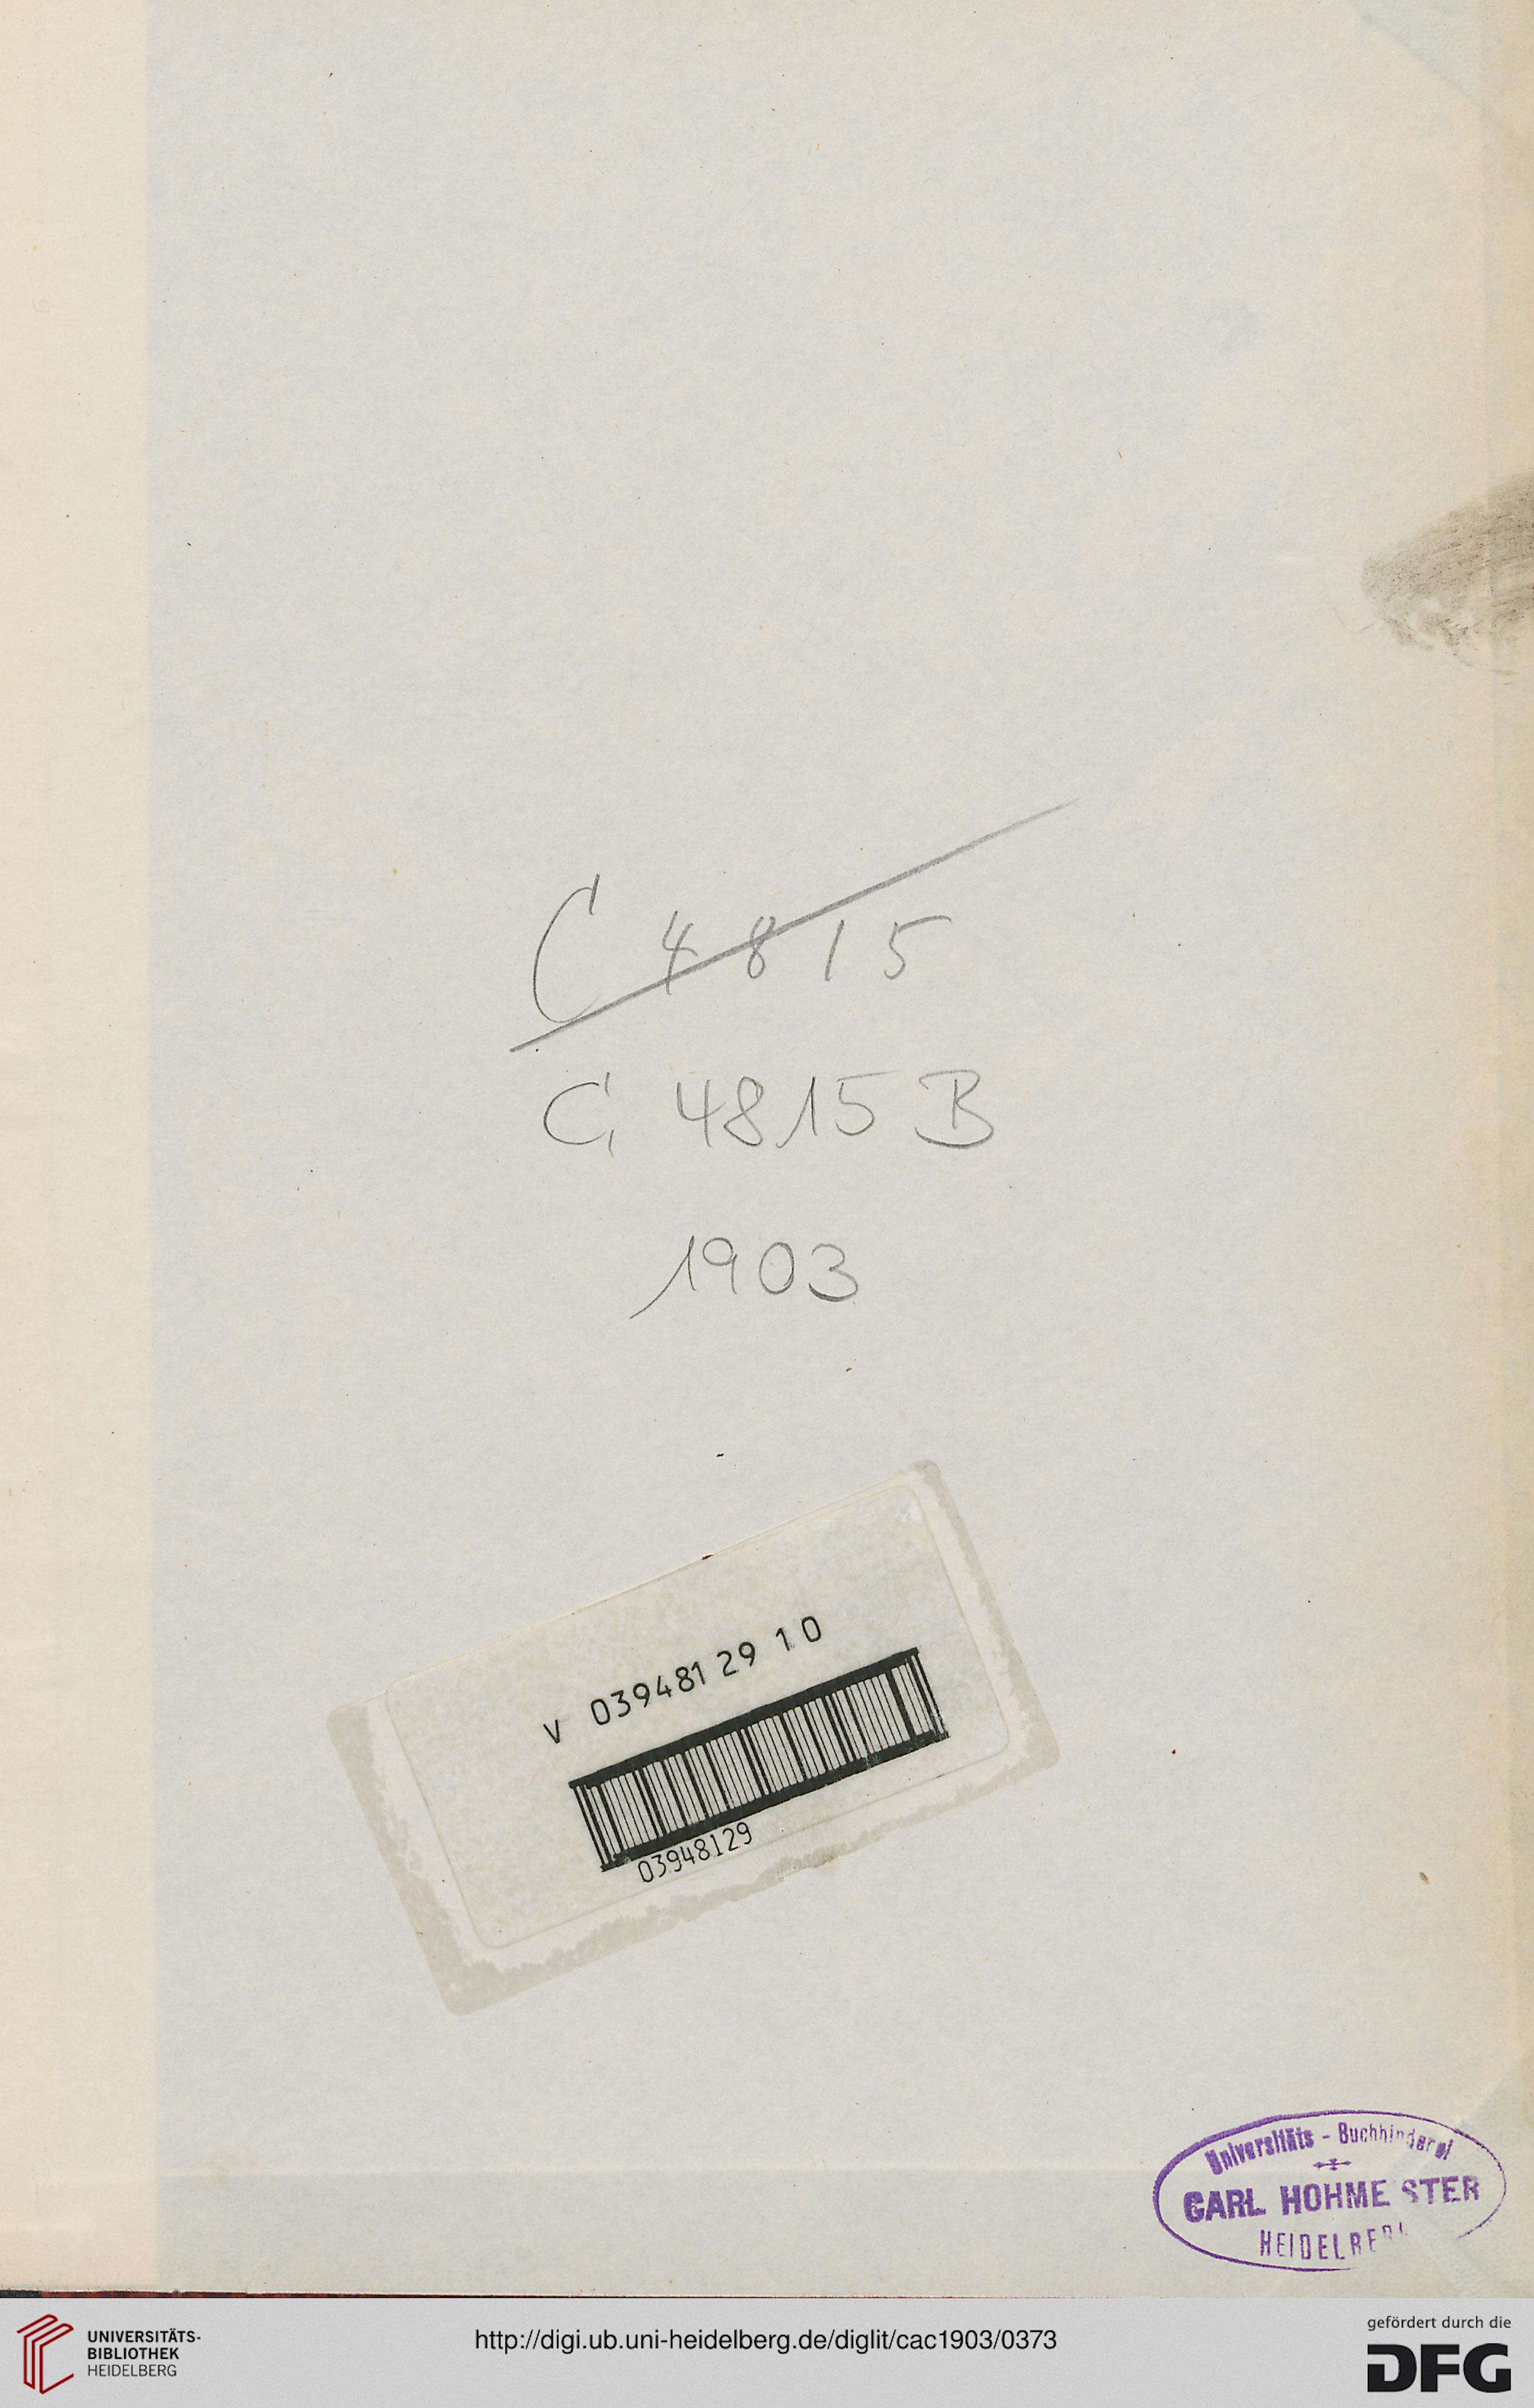 C 4815
C 4815 B
1903
V 03948129 10
03948129
Universitäts - Buchbinderei
CARL HOHMEISTER
HEIDELBERG
UNIVERSITÄTS-
BIBLIOTHEK
HEIDELBERG
http://digi.ub.uni-heidelberg.de/diglit/cac1903/0373
gefördert durch die
DFG